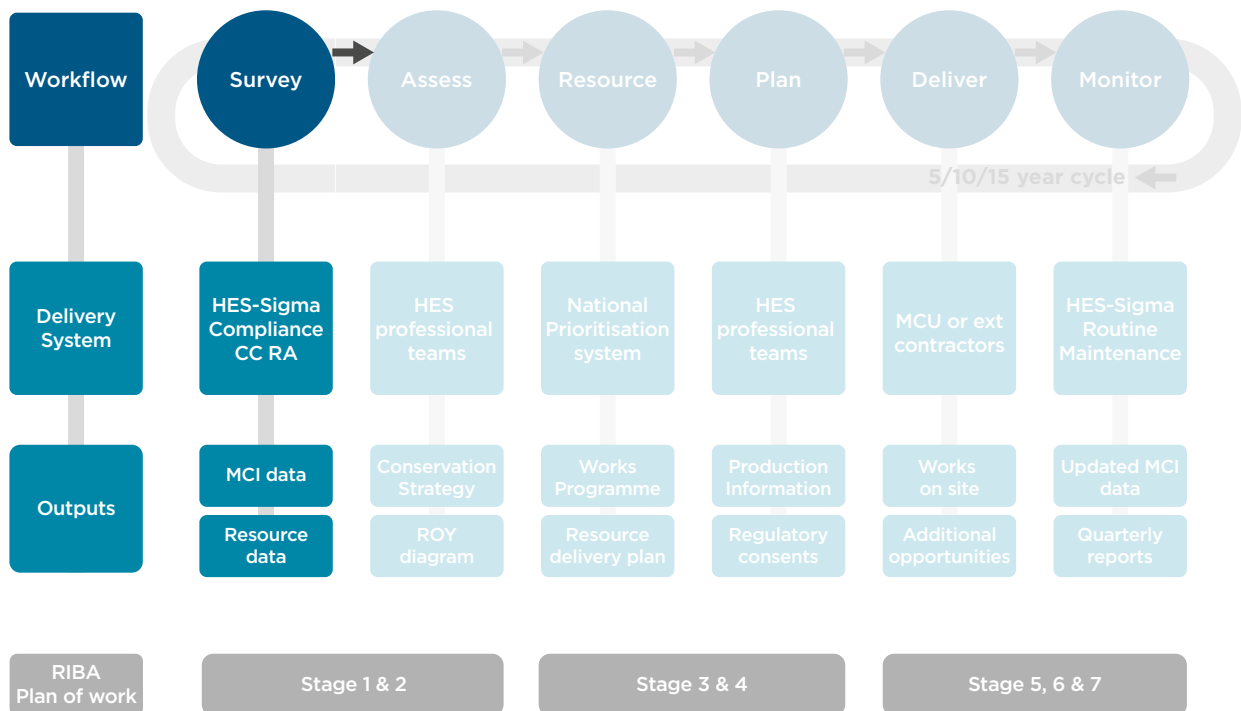 Workflow
Survey
Assess
Resource
Plan
Deliver
Monitor
5/10/15 year cycle
Delivery
System
HES-Sigma
Compliance
CC RA
HES
professional
teams
National
Prioritisation
system
HES
professional
teams
MCU or ext
contractors
HES-Sigma
Routine
Maintenance
Outputs
MCI data
Conservation
Strategy
Works
Programme
Production
Information
Works
on site
Updated MCI
data
Resource
data
ROY
diagram
Resource
delivery plan
Regulatory
consents
Additional
opportunities
Quarterly
reports
RIBA
Plan of work
Stage 1 & 2
Stage 3 & 4
Stage 5, 6 & 7